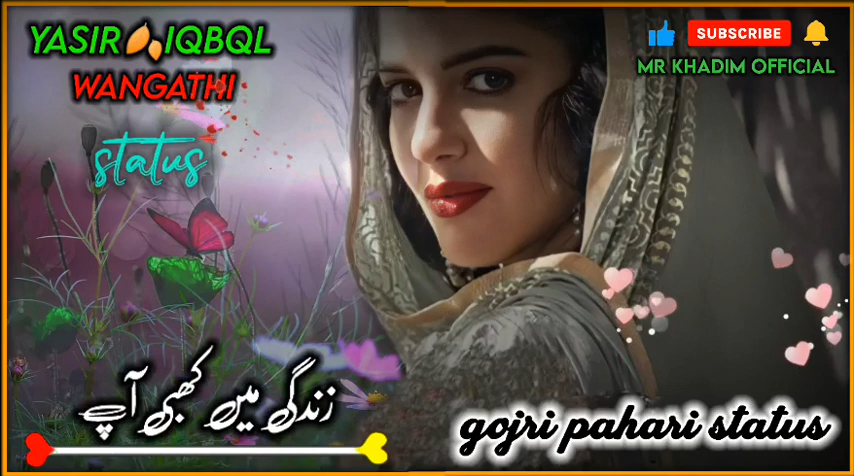 YASIR IQBQL
WANGATHI
status
SUBSCRIBE
MR KHADIM OFFICIAL
زندگی میں کبھی آپ
gojri pahari status